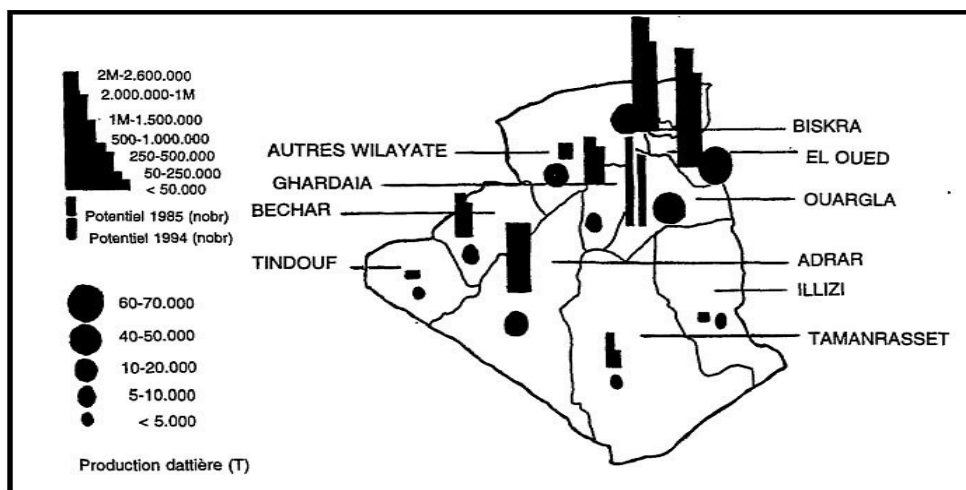 2M-2.600.000
2.000.000-1M
1M-1.500.000
500-1.000.000
250-500.000
50-250.000
< 50.000
Potentiel 1985 (nobr)
Potentiel 1994 (nobr)
60-70.000
40-50.000
10-20.000
5-10.000
< 5.000
Production dattière (T)
AUTRES WILAYATE
GHARDAIA
BECHAR
TINDOUF
BISKRA
EL OUED
OUARGLA
ADRAR
ILLIZI
TAMANRASSET